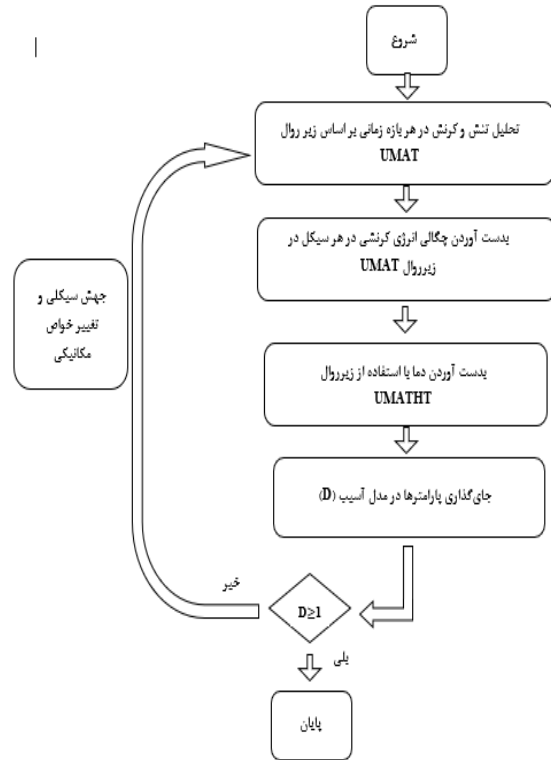 شروع
تحلیل تنش و کرنش در هر بازه زمانی بر اساس زیر روال
UMAT
بدست آوردن چگالی انرژی کرنشی در هر سیکل در
زیرروال UMAT
بدست آوردن دما با استفاده از زیرروال
UMATHT
جای‌گذاری پارامترها در مدل آسیب (D)
D≥1
خیر
جهش سیکلی و
تغییر خواص
مکانیکی
بلی
پایان